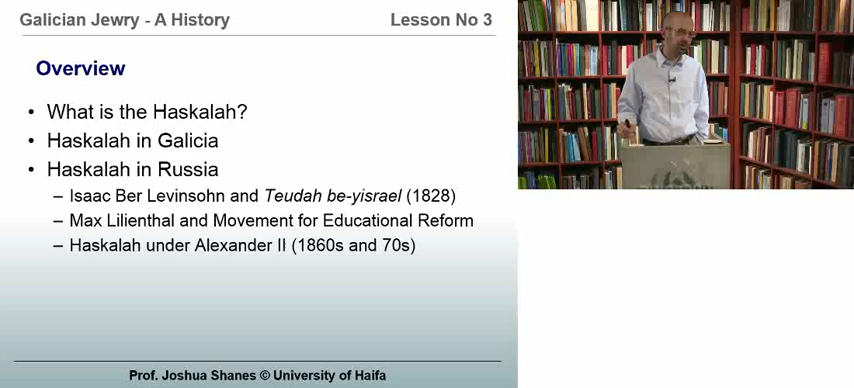 Galician Jewry - A History Lesson No 3
Overview
• What is the Haskalah?
• Haskalah in Galicia
• Haskalah in Russia
– Isaac Ber Levinsohn and Teudah be-yisrael (1828)
– Max Lilienthal and Movement for Educational Reform
– Haskalah under Alexander II (1860s and 70s)
Prof. Joshua Shanes © University of Haifa